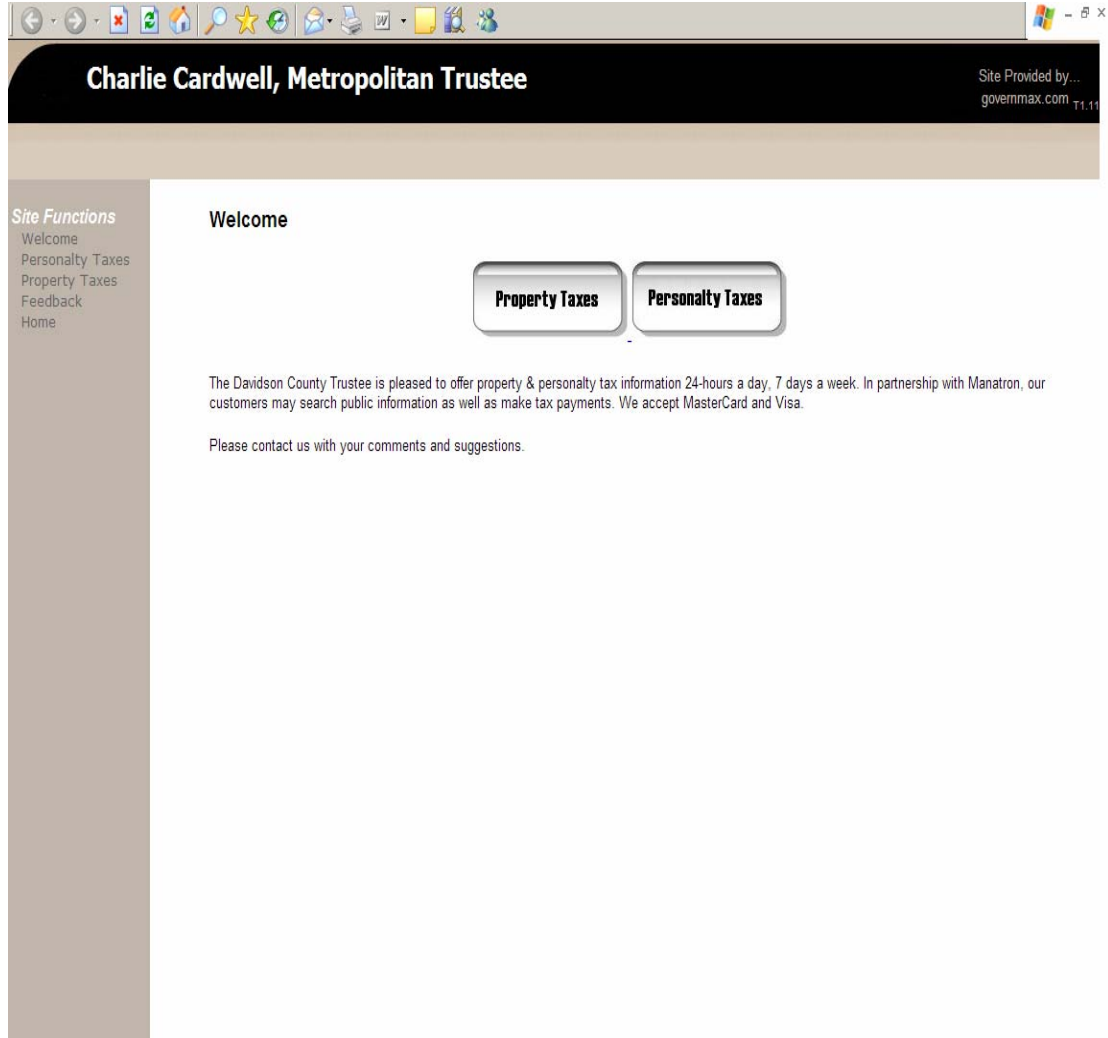 Charlie Cardwell, Metropolitan Trustee
Site Provided by...
governmax.com T1.11
Site Functions
Welcome
Personalty Taxes
Property Taxes
Feedback
Home
Welcome
Property Taxes
Personalty Taxes
The Davidson County Trustee is pleased to offer property & personalty tax information 24-hours a day, 7 days a week. In partnership with Manatron, our
customers may search public information as well as make tax payments. We accept MasterCard and Visa.
Please contact us with your comments and suggestions.